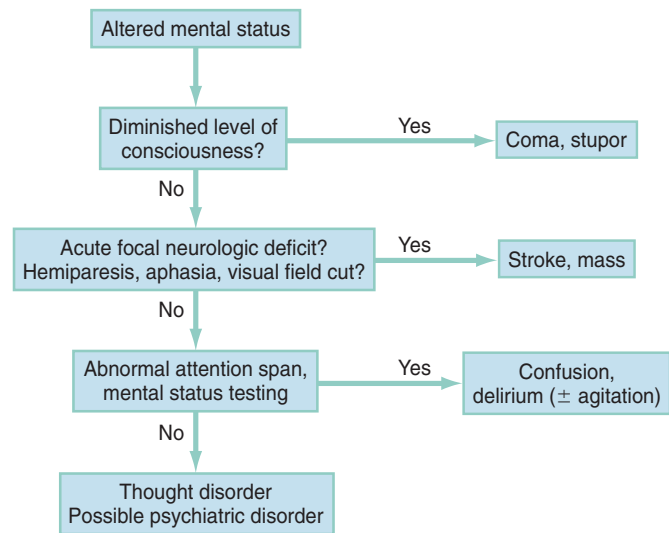 Altered mental status
Diminished level of
consciousness?
Yes
Coma, stupor
No
Acute focal neurologic deficit?
Hemiparesis, aphasia, visual field cut?
Yes
Stroke, mass
No
Abnormal attention span,
mental status testing
Yes
Confusion,
delirium (± agitation)
No
Thought disorder
Possible psychiatric disorder